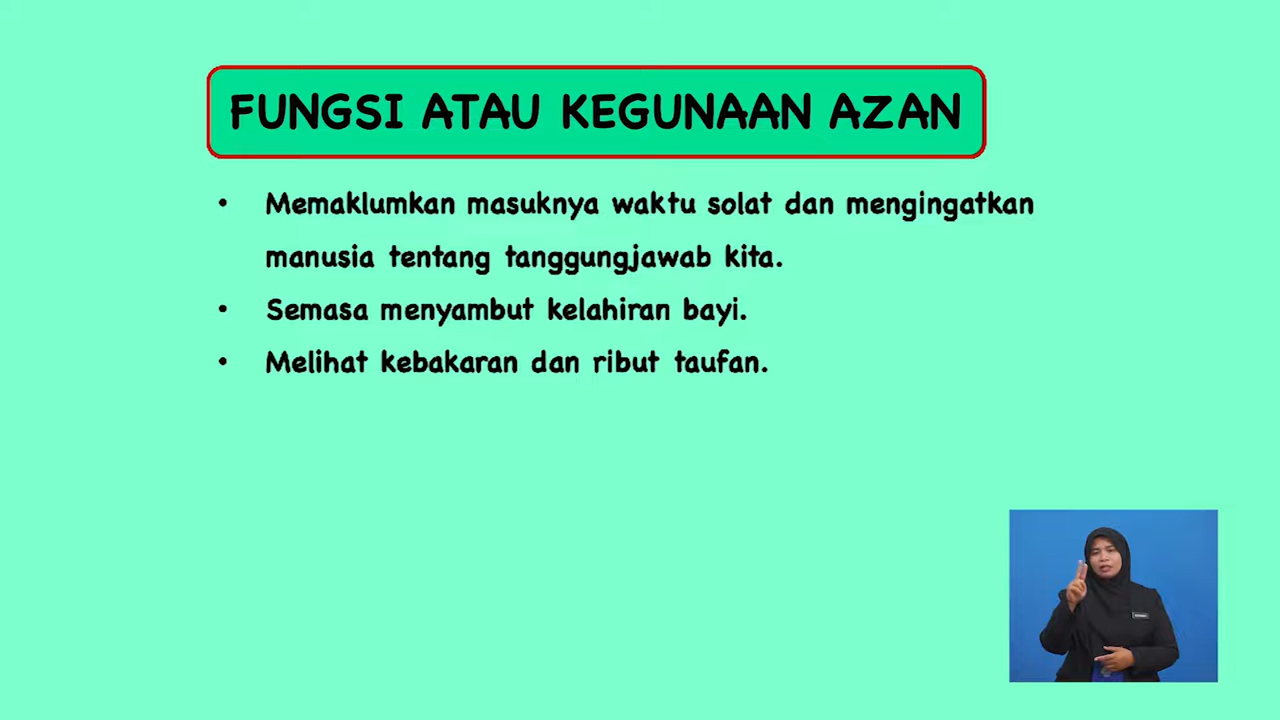 FUNGSI ATAU KEGUNAAN AZAN
• Memaklumkan masuknya waktu solat dan mengingatkan
manusia tentang tanggungjawab kita.
• Semasa menyambut kelahiran bayi.
• Melihat kebakaran dan ribut taufan.